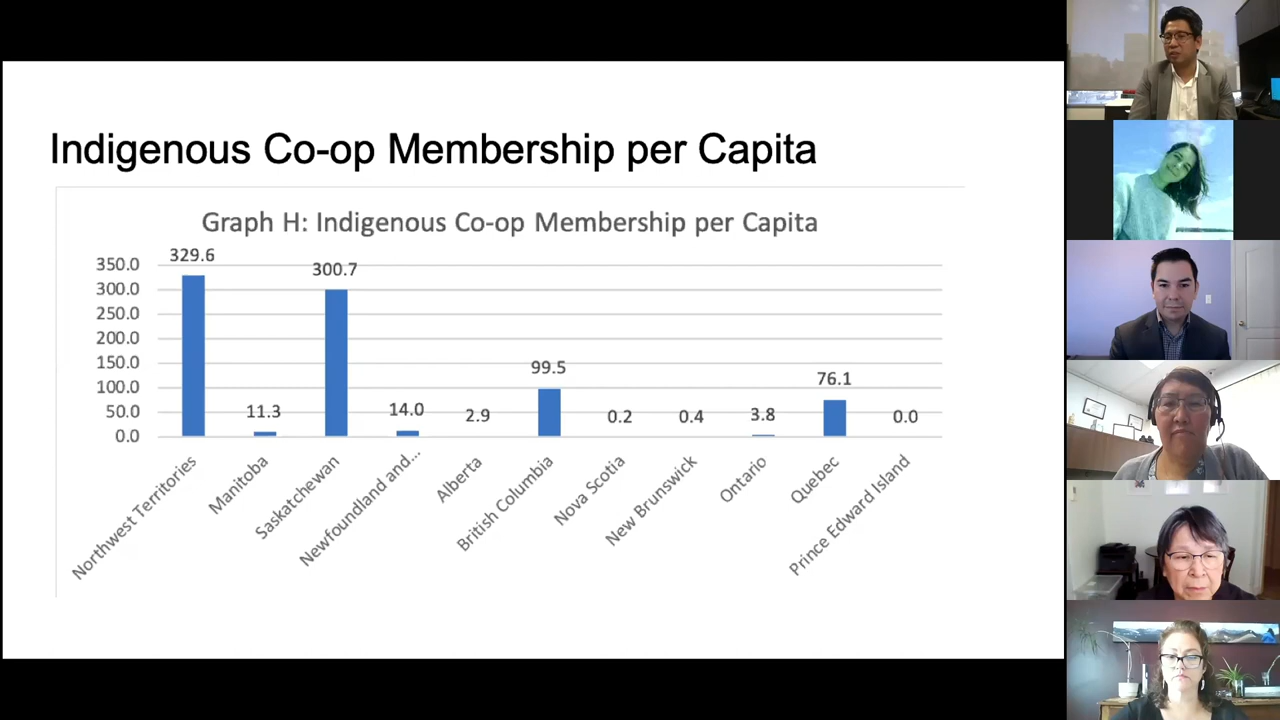 Indigenous Co-op Membership per Capita
Graph H: Indigenous Co-op Membership per Capita
350.0
300.0
250.0
200.0
150.0
100.0
50.0
0.0
329.6
11.3
300.7
14.0
2.9
99.5
0.2
0.4
3.8
76.1
0.0
Northwest Territories
Manitoba
Saskatchewan
Newfoundland and...
Alberta
British Columbia
Nova Scotia
New Brunswick
Ontario
Quebec
Prince Edward Island